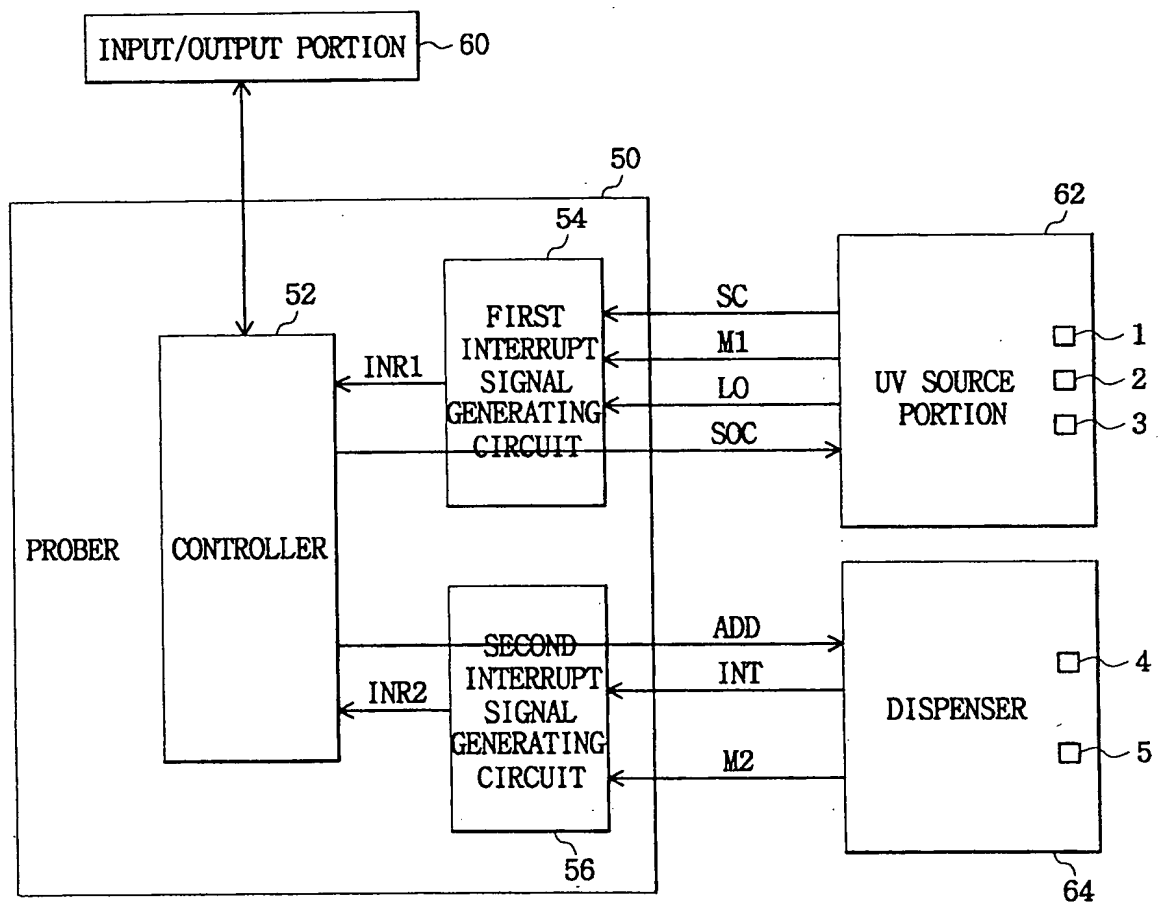 INPUT/OUTPUT PORTION
60
50
54
62
52
FIRST
INTERRUPT
SIGNAL
GENERATING
CIRCUIT
INR1
SC
M1
LO
SOC
UV SOURCE
PORTION
1
2
3
PROBER
CONTROLLER
SECOND
INTERRUPT
SIGNAL
GENERATING
CIRCUIT
INR2
ADD
INT
M2
DISPENSER
4
5
56
64